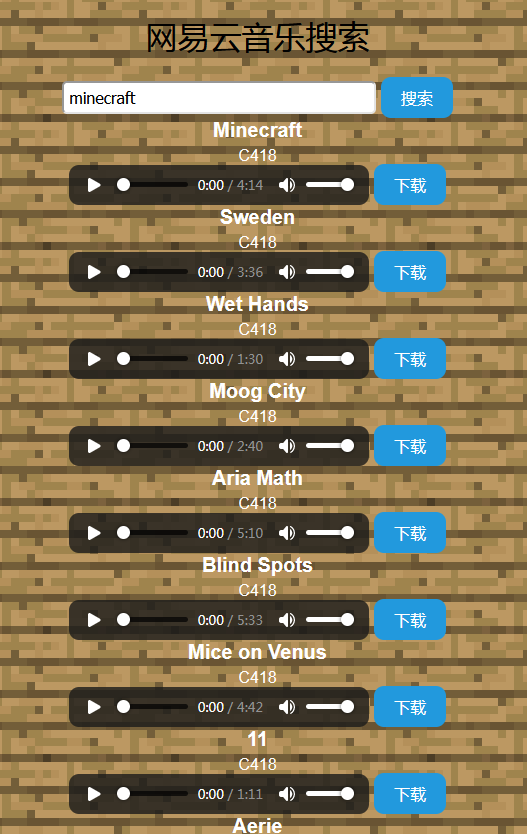 网易云音乐搜索
minecraft 搜索
Minecraft
C418
0:00 / 4:14 下载
Sweden
C418
0:00 / 3:36 下载
Wet Hands
C418
0:00 / 1:30 下载
Moog City
C418
0:00 / 2:40 下载
Aria Math
C418
0:00 / 5:10 下载
Blind Spots
C418
0:00 / 5:33 下载
Mice on Venus
C418
0:00 / 4:42 下载
11
C418
0:00 / 1:11 下载
Aerie